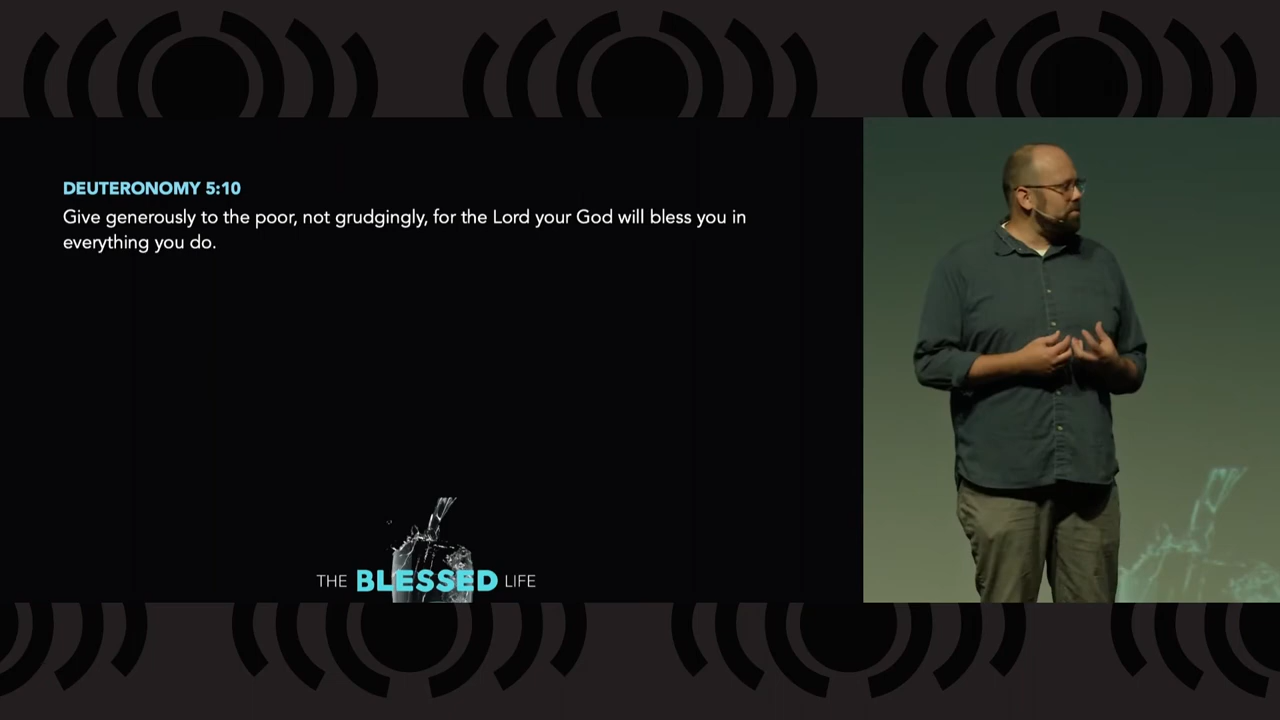 DEUTERONOMY 5:10
Give generously to the poor, not grudgingly, for the Lord your God will bless you in
everything you do.
THE BLESSED LIFE